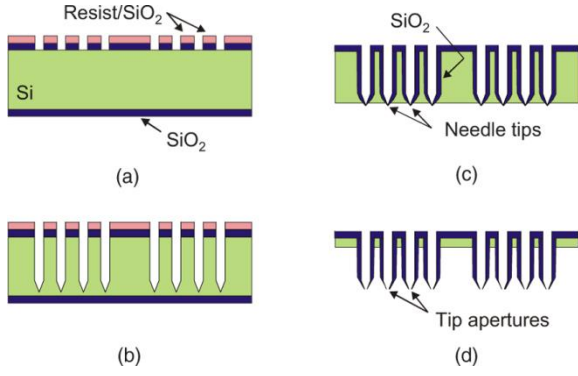 Resist/SiO₂
Si
SiO₂
(a)
SiO₂
Needle tips
(c)
(b)
Tip apertures
(d)